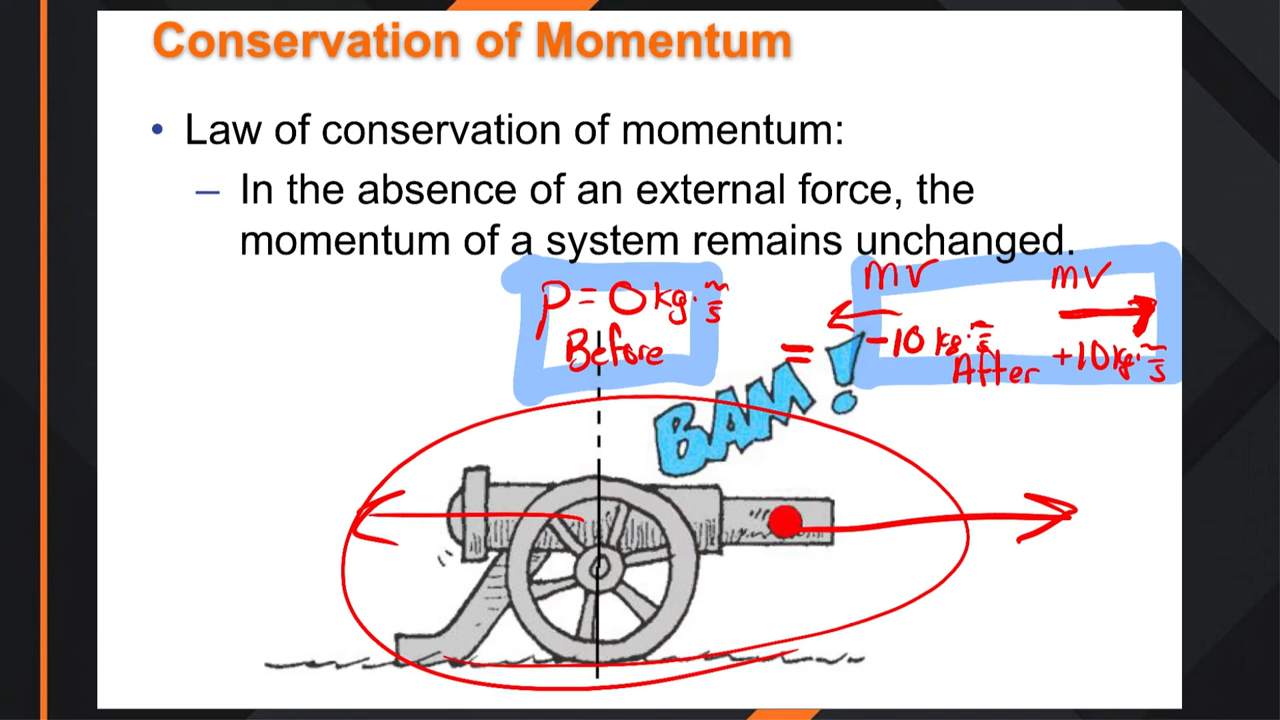 Conservation of Momentum
• Law of conservation of momentum:
– In the absence of an external force, the
momentum of a system remains unchanged.
p = 0 kg·m/s
Before
=
mv
-10 kg·m/s
After
mv
+10 kg·m/s
BAM!